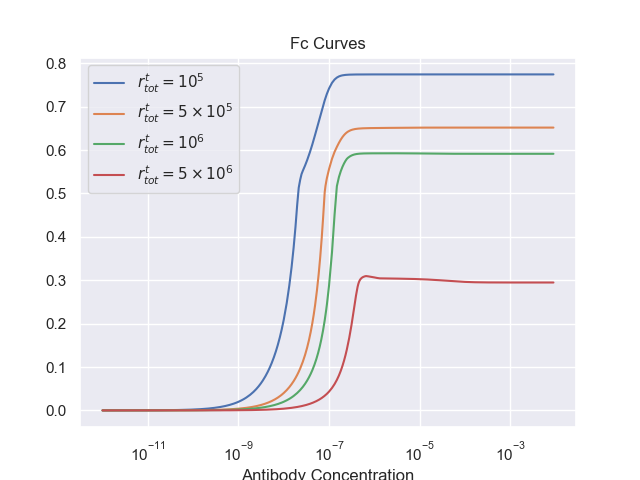 Fc Curves
0.8
0.7
0.6
0.5
0.4
0.3
0.2
0.1
0.0
r^t_tot = 10^5
r^t_tot = 5 × 10^5
r^t_tot = 10^6
r^t_tot = 5 × 10^6
10^−11 10^−9 10^−7 10^−5 10^−3
Antibody Concentration